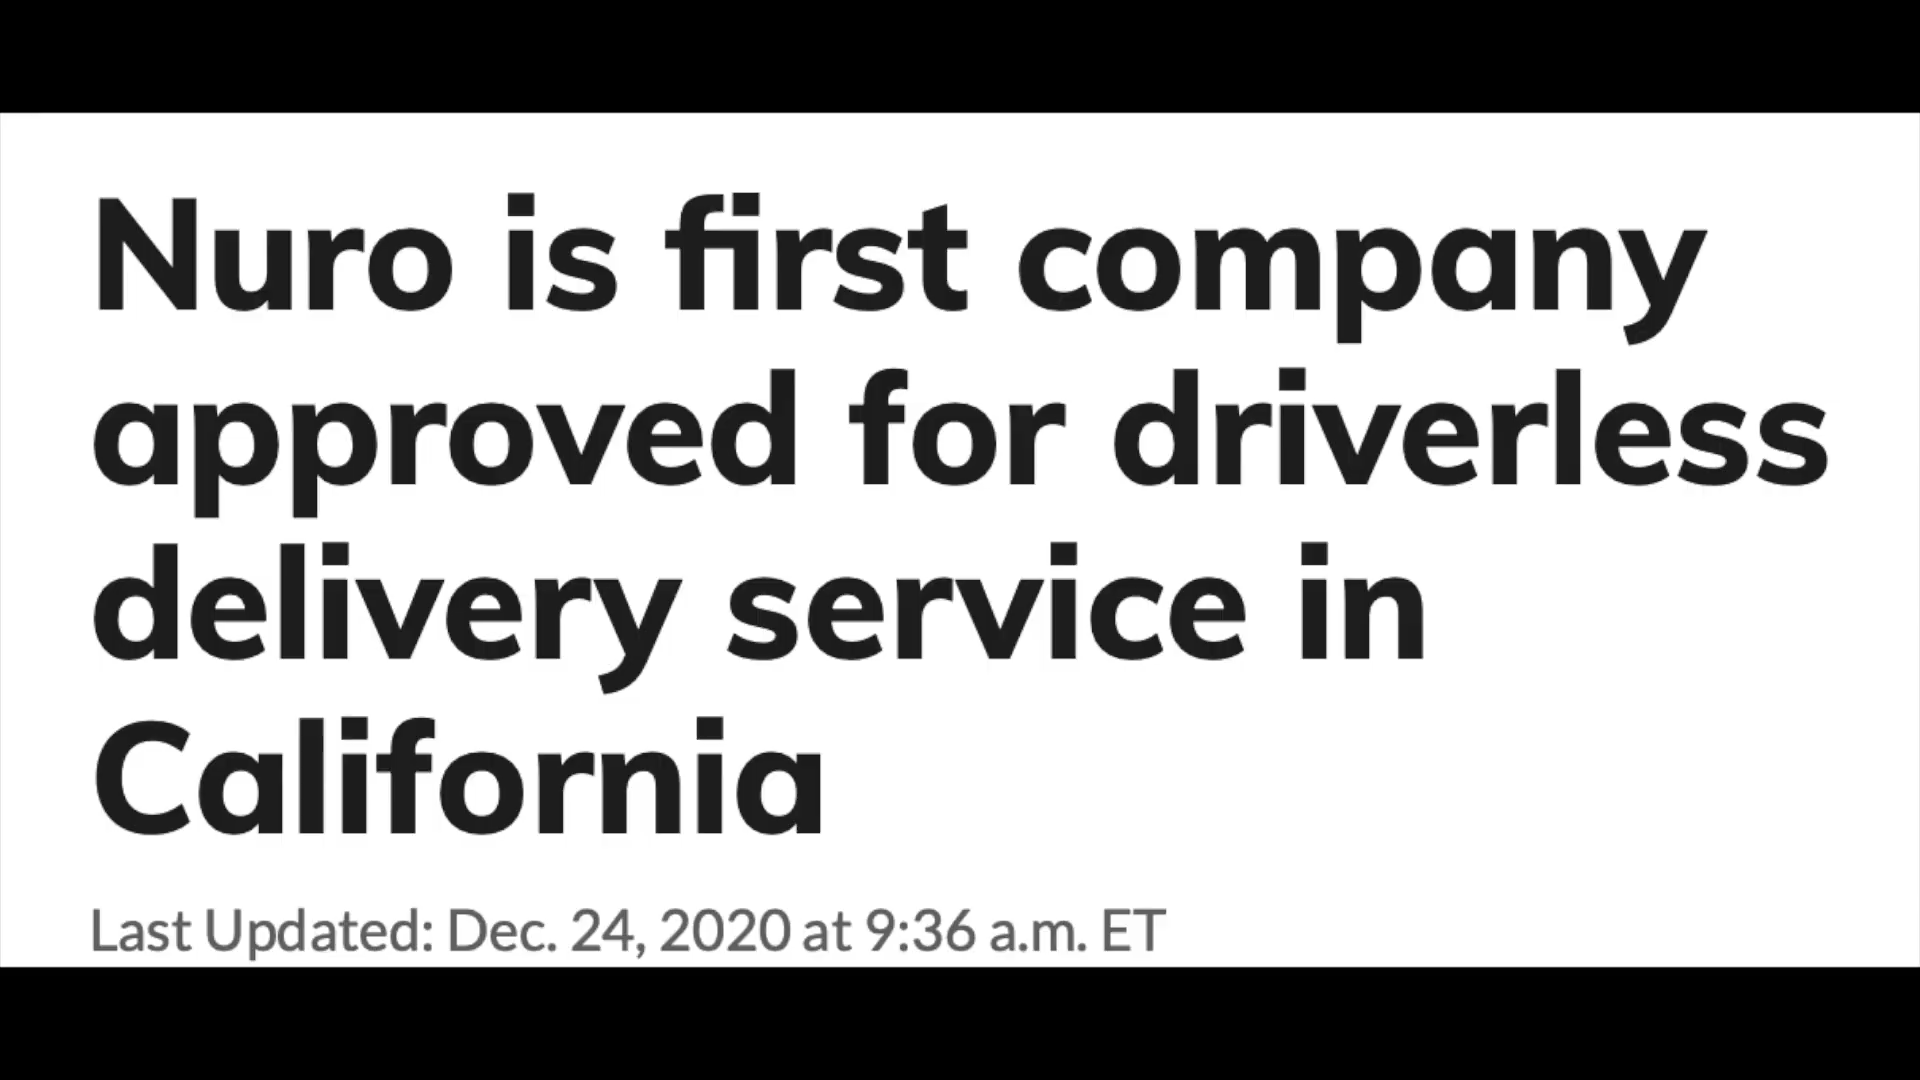 Nuro is first company
approved for driverless
delivery service in
California
Last Updated: Dec. 24, 2020 at 9:36 a.m. ET